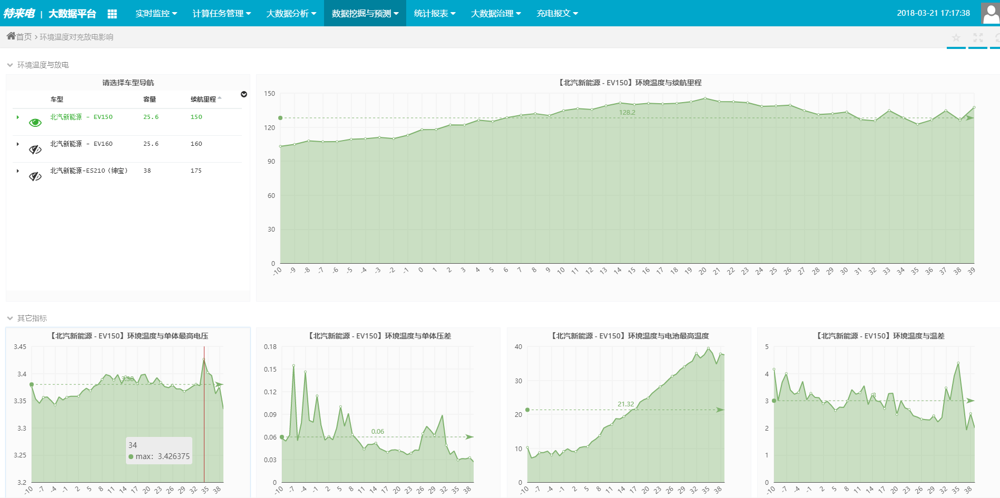 特来电 | 大数据平台 实时监控 计算任务管理 大数据分析 数据挖掘与预测 统计报表 大数据治理 充电报文 2018-03-21 17:17:38
首页 > 环境温度对充放电影响
环境温度与放电
请选择车型导航
车型 容量 续航里程
北汽新能源 - EV150 25.6 150
北汽新能源 - EV160 25.6 160
北汽新能源-ES210（绅宝） 38 175
【北汽新能源 - EV150】环境温度与续航里程
150
120
90
60
30
0
128.2
-10 -9 -8 -7 -6 -5 -4 -3 -2 -1 0 1 2 3 4 5 6 7 8 9 10 11 12 13 14 15 16 17 18 19 20 21 22 23 24 25 26 27 28 29 30 31 32 33 34 35 36 37 38 39
其它指标
【北汽新能源 - EV150】环境温度与单体最高电压
3.45
3.4
3.35
3.3
3.25
3.2
3.38
34
max: 3.426375
-10 -7 -4 -1 2 5 8 11 14 17 20 23 26 29 32 35 38
【北汽新能源 - EV150】环境温度与单体压差
0.18
0.15
0.12
0.09
0.06
0.03
0
0.06
-10 -7 -4 -1 2 5 8 11 14 17 20 23 26 29 32 35 38
【北汽新能源 - EV150】环境温度与电池最高温度
40
30
20
10
0
21.32
-10 -7 -4 -1 2 5 8 11 14 17 20 23 26 29 32 35 38
【北汽新能源 - EV150】环境温度与温差
5
4
3
2
1
0
3
-10 -7 -4 -1 2 5 8 11 14 17 20 23 26 29 32 35 38